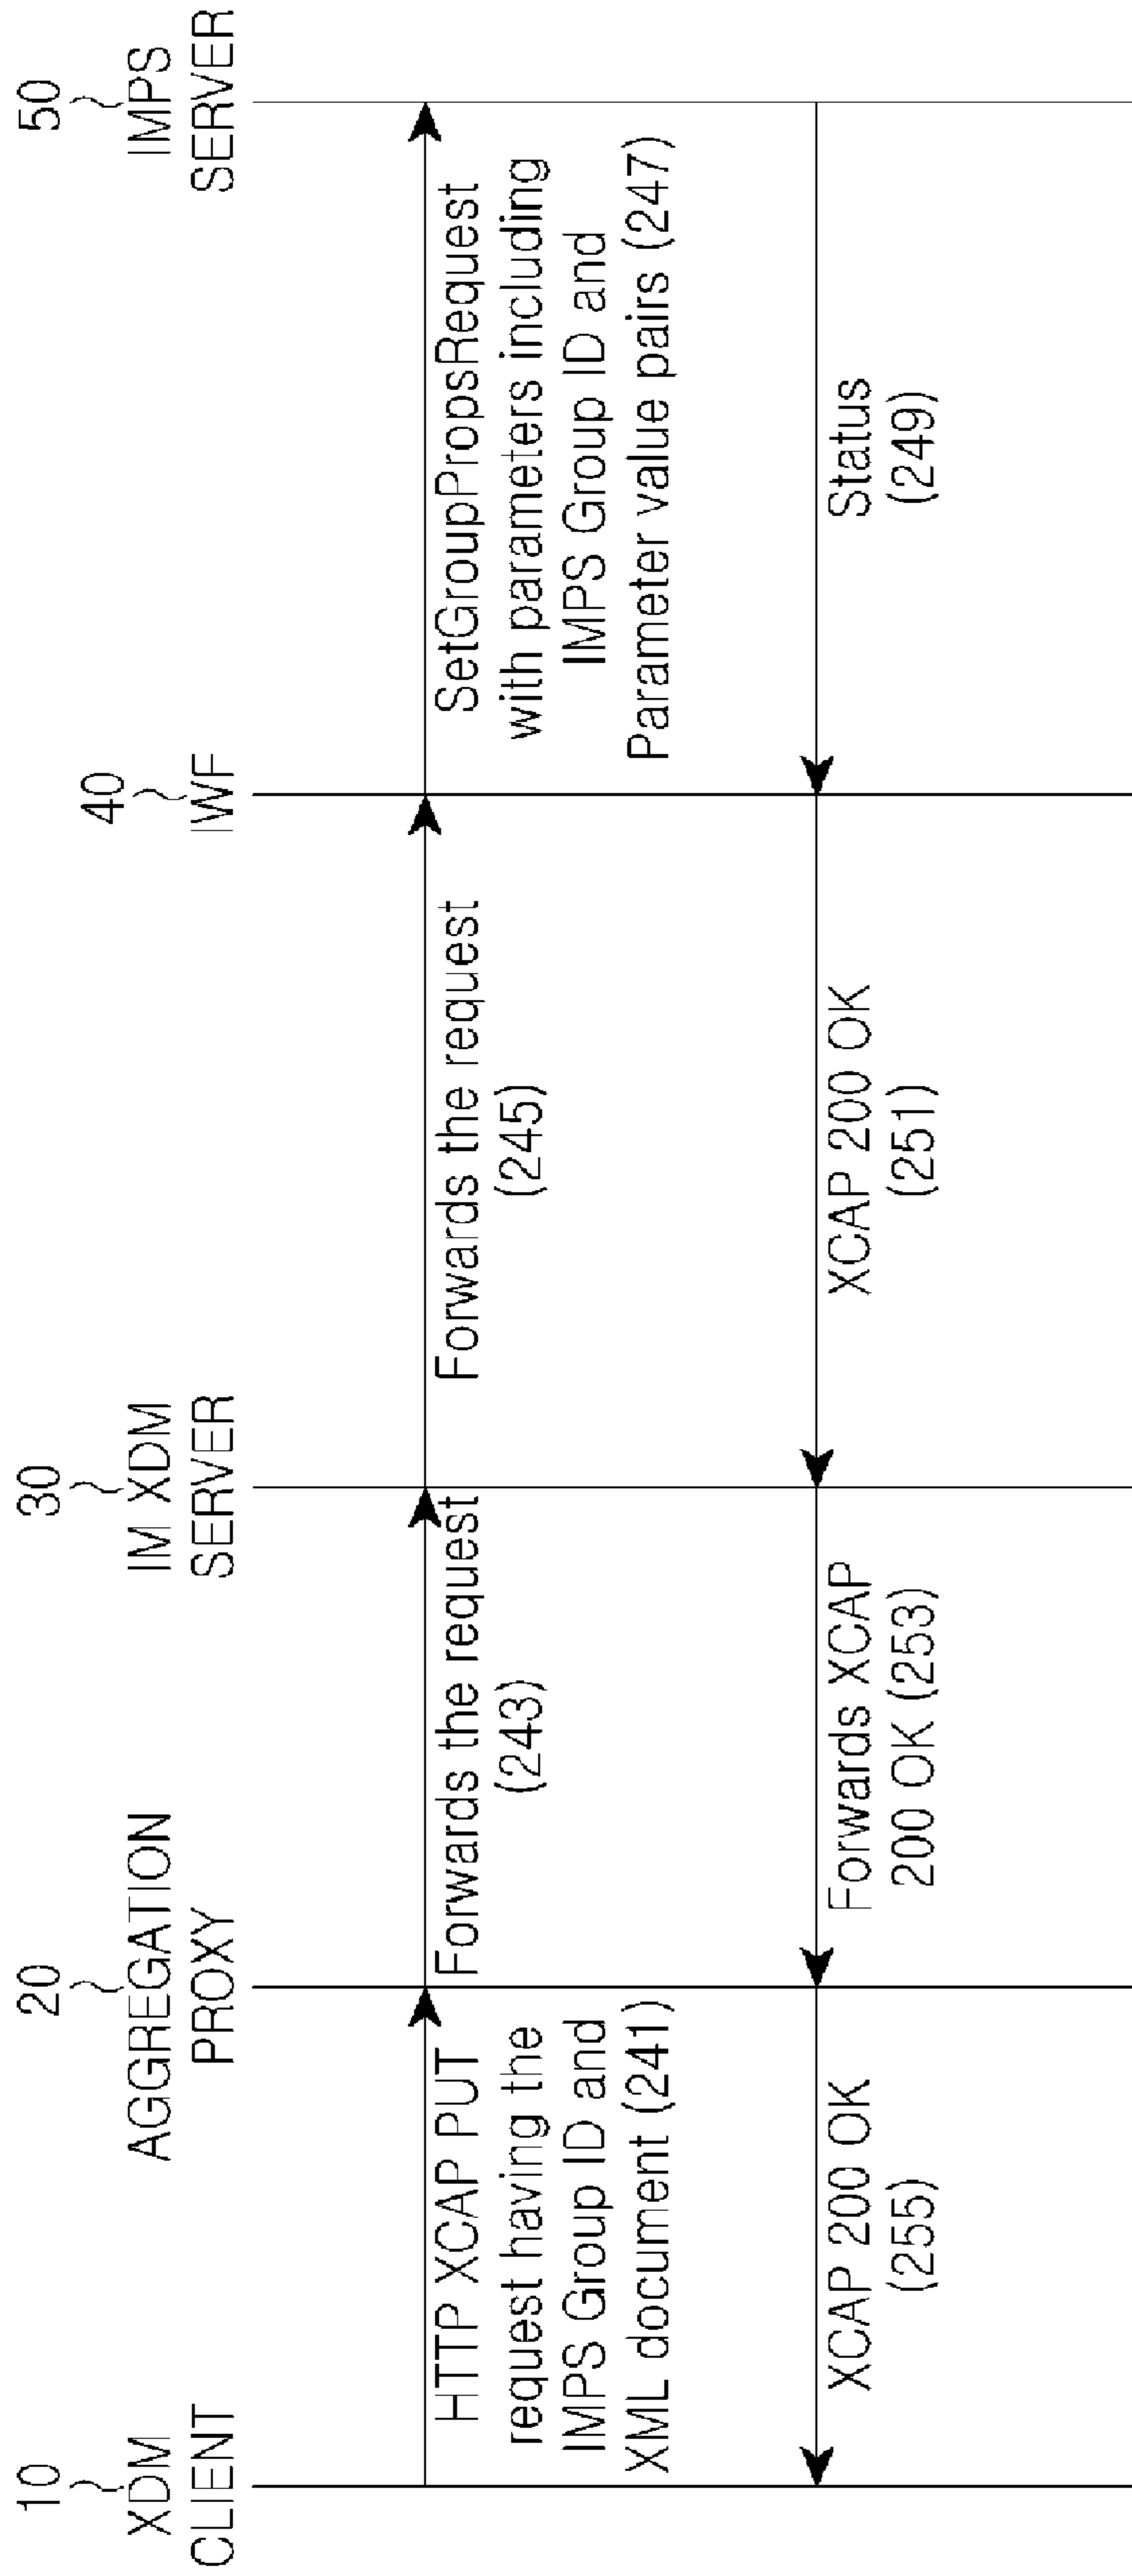 10
XDM
CLIENT
20
AGGREGATION
PROXY
30
IM XDM
SERVER
40
IWF
50
IMPS
SERVER
HTTP XCAP PUT
request having the
IMPS Group ID and
XML document (241)
Forwards the request
(243)
Forwards the request
(245)
SetGroupPropsRequest
with parameters including
IMPS Group ID and
Parameter value pairs (247)
Status
(249)
XCAP 200 OK
(251)
Forwards XCAP
200 OK (253)
XCAP 200 OK
(255)